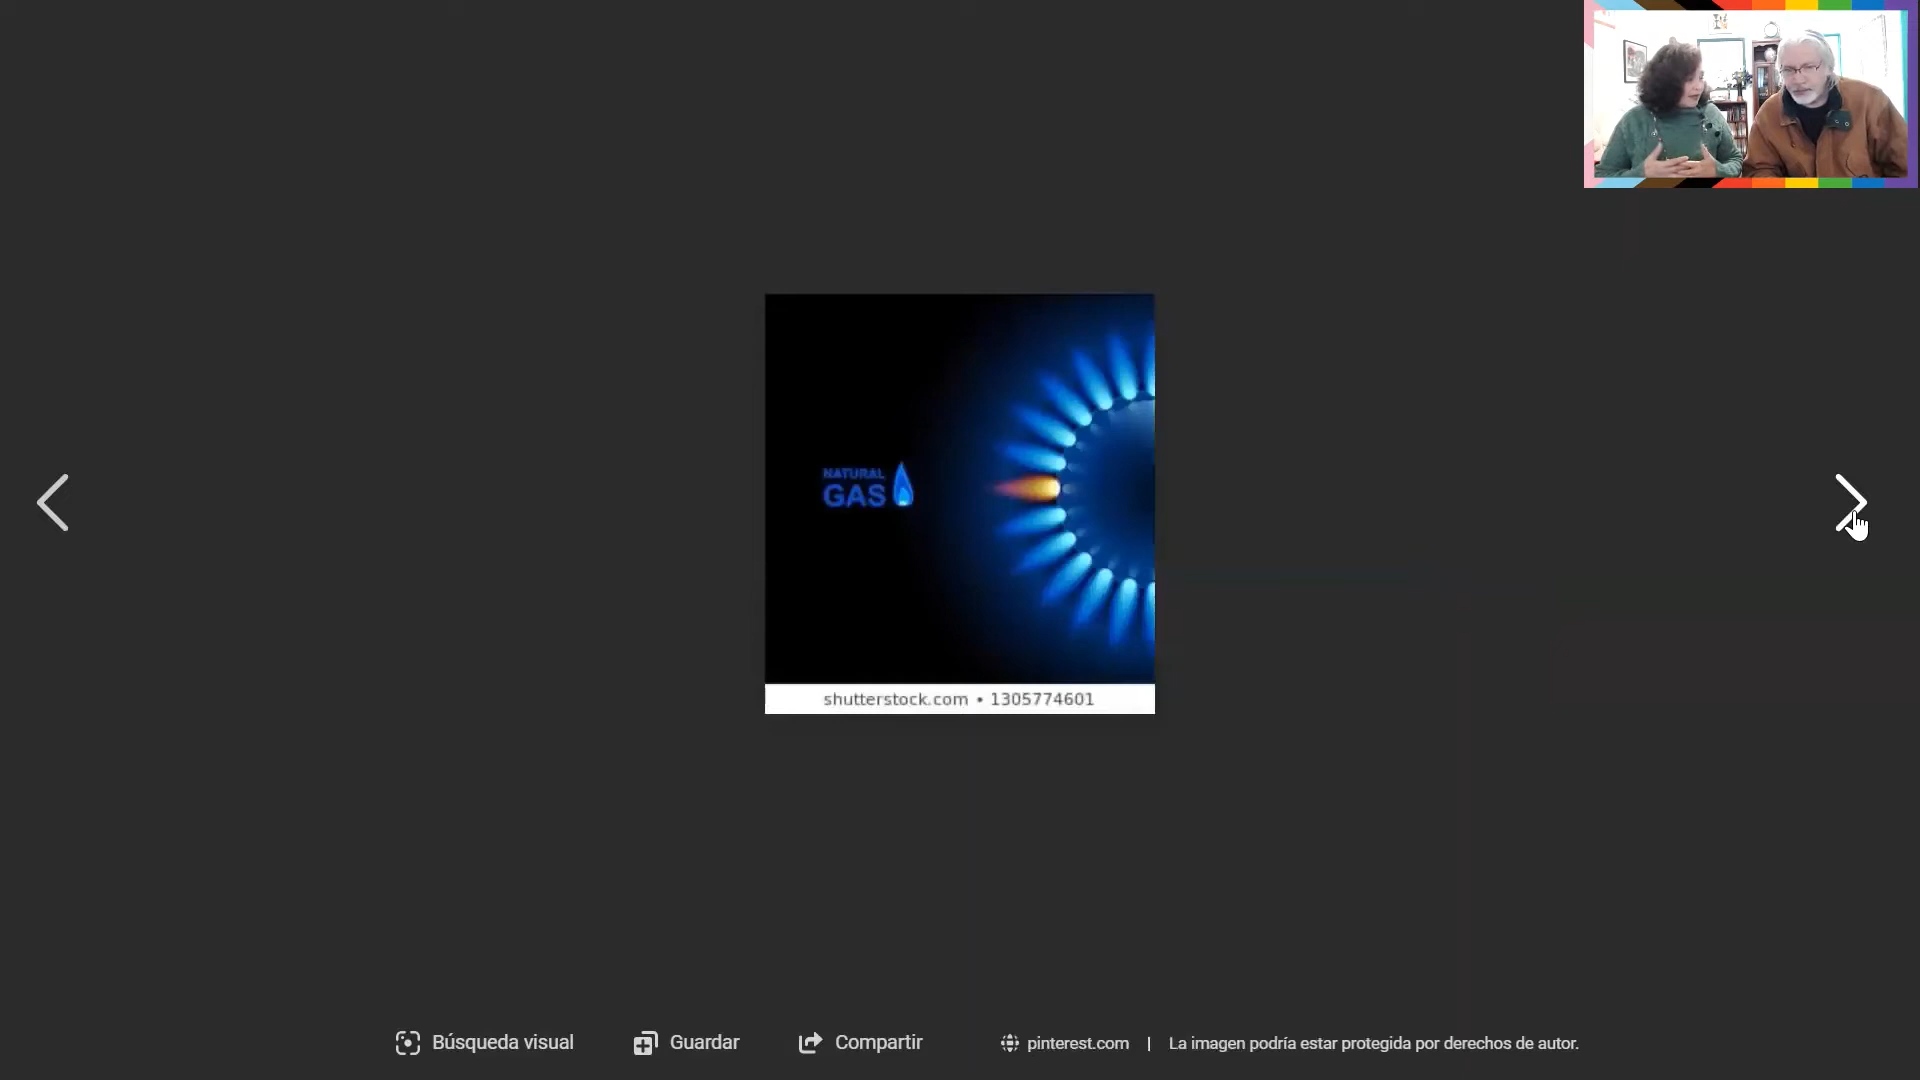 NATURAL
GAS
shutterstock.com • 1305774601
Búsqueda visual
Guardar
Compartir
pinterest.com | La imagen podría estar protegida por derechos de autor.